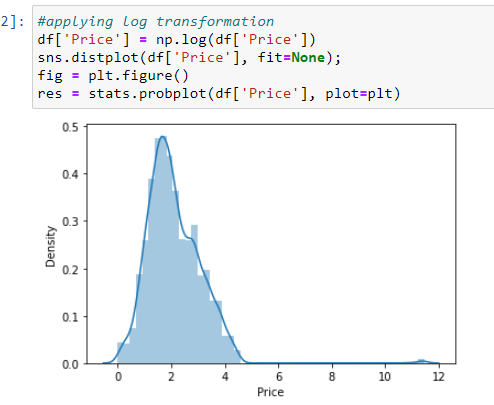 2]:
#applying log transformation
df['Price'] = np.log(df['Price'])
sns.distplot(df['Price'], fit=None);
fig = plt.figure()
res = stats.probplot(df['Price'], plot=plt)
0.5
0.4
0.3
0.2
0.1
0.0
Density
0 2 4 6 8 10 12
Price